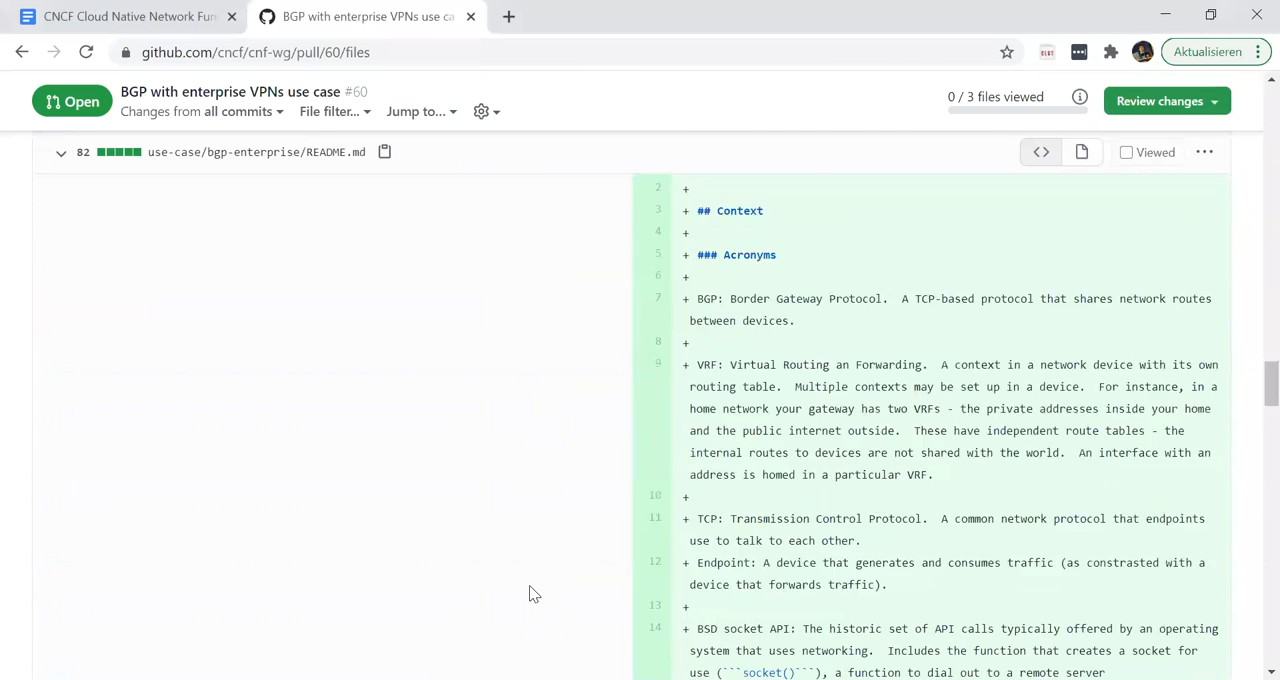 CNCF Cloud Native Network Fun
BGP with enterprise VPNs use ca
github.com/cncf/cnf-wg/pull/60/files
Aktualisieren
Open
BGP with enterprise VPNs use case #60
Changes from all commits
File filter...
Jump to...
0 / 3 files viewed
Review changes
82
use-case/bgp-enterprise/README.md
Viewed
2 +
3 + ## Context
4 +
5 + ### Acronyms
6 +
7 + BGP: Border Gateway Protocol.  A TCP-based protocol that shares network routes
between devices.
8 +
9 + VRF: Virtual Routing an Forwarding.  A context in a network device with its own
routing table.  Multiple contexts may be set up in a device.  For instance, in a
home network your gateway has two VRFs - the private addresses inside your home
and the public internet outside.  These have independent route tables - the
internal routes to devices are not shared with the world.  An interface with an
address is homed in a particular VRF.
10 +
11 + TCP: Transmission Control Protocol.  A common network protocol that endpoints
use to talk to each other.
12 + Endpoint: A device that generates and consumes traffic (as constrasted with a
device that forwards traffic).
13 +
14 + BSD socket API: The historic set of API calls typically offered by an operating
system that uses networking.  Includes the function that creates a socket for
use (```socket()```), a function to dial out to a remote server